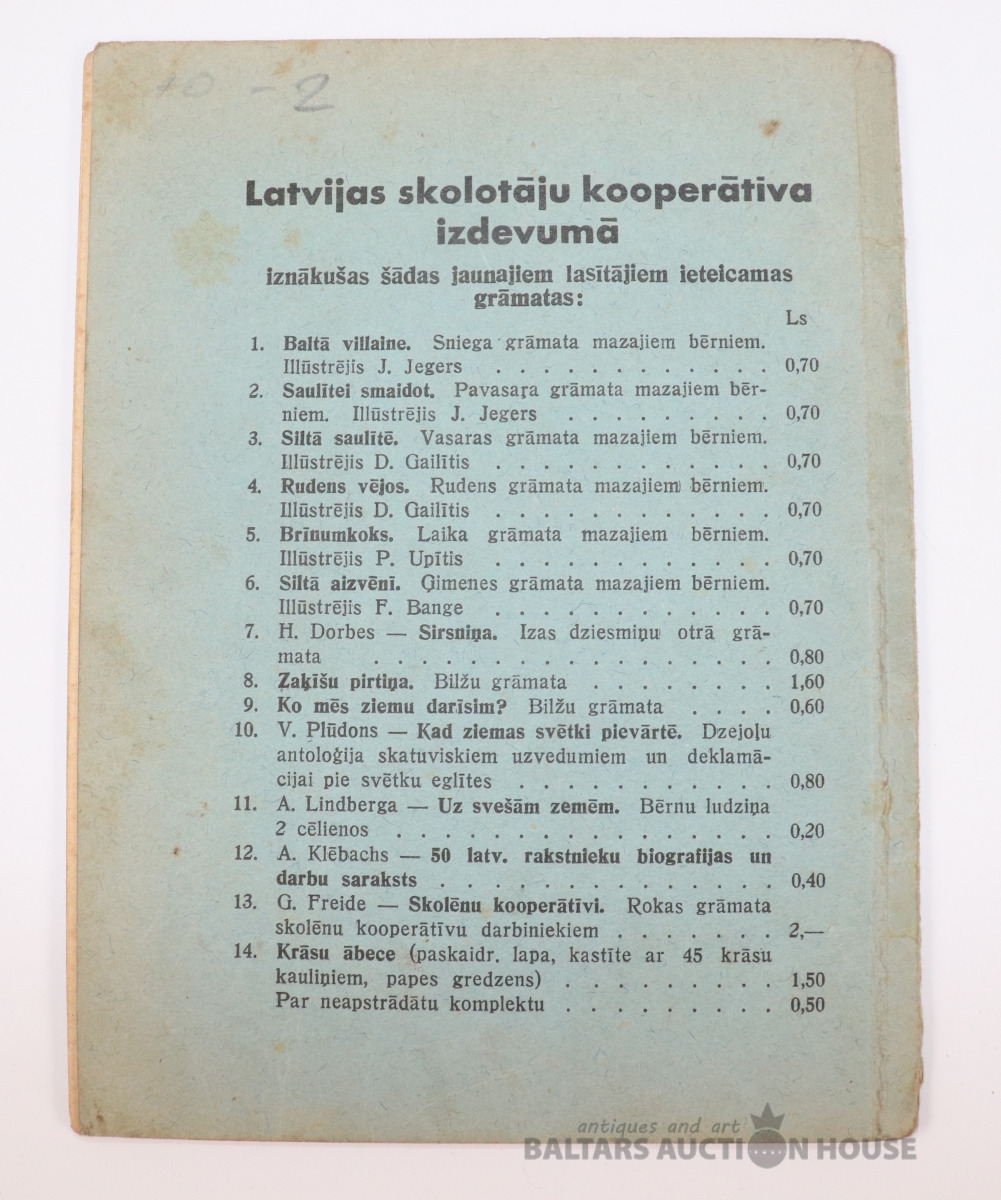 10 - 2
Latvijas skolotāju kooperātiva
izdevumā
iznākušas šādas jaunajiem lasītājiem ieteicamas
grāmatas:
Ls
1. Baltā villaine. Sniega grāmata mazajiem bērniem.
Illūstrējis J. Jegers . . . . . . . . . . . . 0,70
2. Saulītei smaidot. Pavasaŗa grāmata mazajiem bēr-
niem. Illūstrējis J. Jegers . . . . . . . . . 0,70
3. Siltā saulītē. Vasaras grāmata mazajiem bērniem.
Illūstrējis D. Gailītis . . . . . . . . . . . . 0,70
4. Rudens vējos. Rudens grāmata mazajiem bērniem.
Illūstrējis D. Gailītis . . . . . . . . . . . . 0,70
5. Brīnumkoks. Laika grāmata mazajiem bērniem.
Illūstrējis P. Upītis . . . . . . . . . . . . 0,70
6. Siltā aizvēnī. Ģimenes grāmata mazajiem bērniem.
Illūstrējis F. Bange . . . . . . . . . . . . 0,70
7. H. Dorbes — Sirsniņa. Izas dziesmiņu otrā grā-
mata . . . . . . . . . . . . . . . . . 0,80
8. Zaķīšu pirtiņa. Bilžu grāmata . . . . . . . . 1,60
9. Ko mēs ziemu darīsim? Bilžu grāmata . . . . 0,60
10. V. Plūdons — Kad ziemas svētki pievārtē. Dzejoļu
antoloģija skatuviskiem uzvedumiem un deklamā-
cijai pie svētku eglītes . . . . . . . . . . . 0,80
11. A. Lindberga — Uz svešām zemēm. Bērnu ludziņa
2 cēlienos . . . . . . . . . . . . . . . . 0,20
12. A. Klēbachs — 50 latv. rakstnieku biografijas un
darbu saraksts . . . . . . . . . . . . . . 0,40
13. G. Freide — Skolēnu kooperātīvi. Rokas grāmata
skolēnu kooperātīvu darbiniekiem . . . . . . . 2,—
14. Krāsu ābece (paskaidr. lapa, kastīte ar 45 krāsu
kauliņiem, papes gredzens) . . . . . . . . . 1,50
Par neapstrādātu komplektu . . . . . . . . . 0,50
antiques and art
BALTARS AUCTION HOUSE